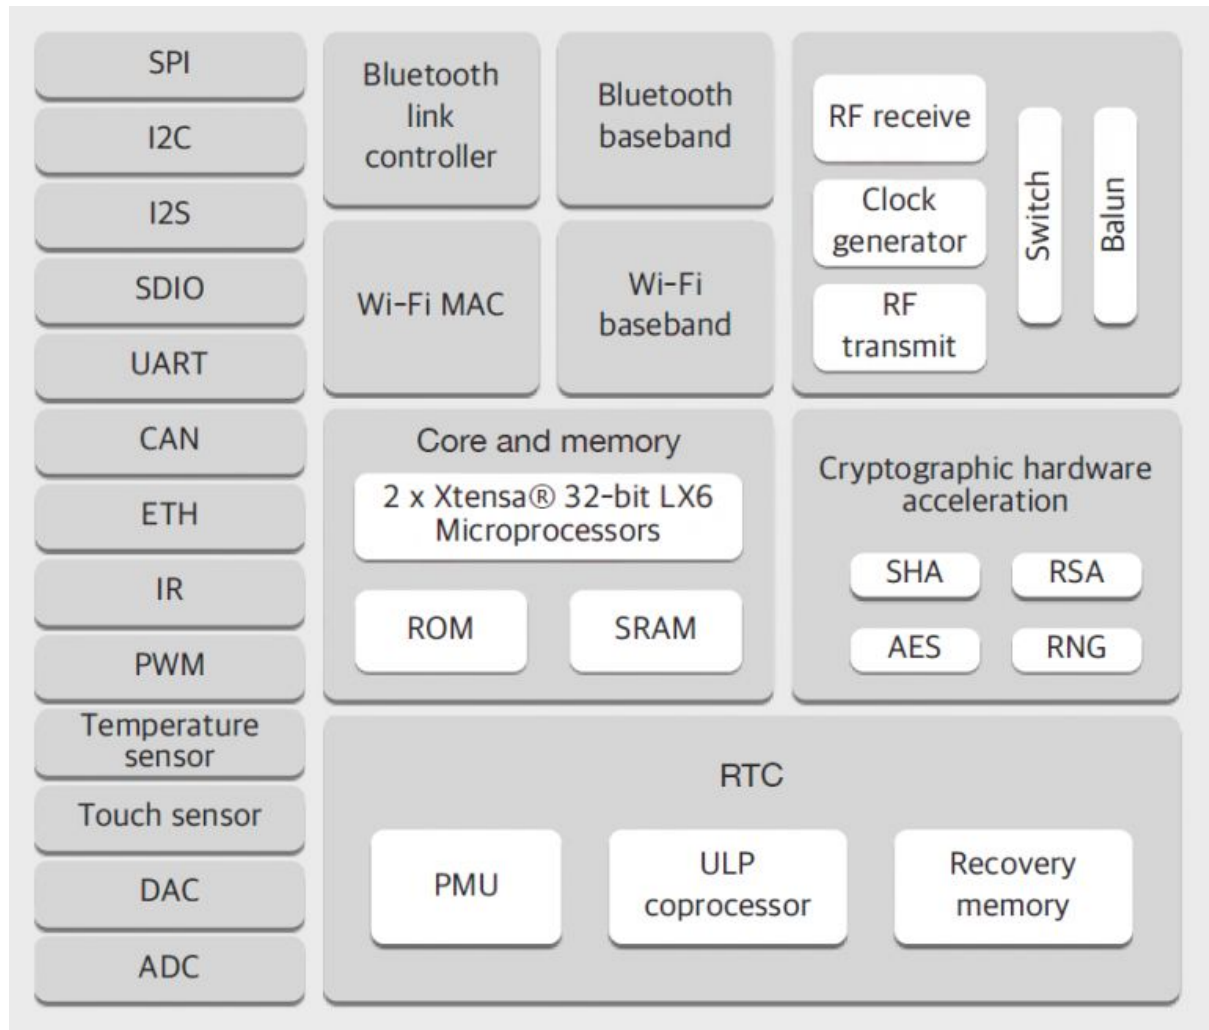 SPI
I2C
I2S
SDIO
UART
CAN
ETH
IR
PWM
Temperature
sensor
Touch sensor
DAC
ADC
Bluetooth
link
controller
Bluetooth
baseband
Wi-Fi MAC
Wi-Fi
baseband
RF receive
Clock
generator
RF
transmit
Switch
Balun
Core and memory
2 x Xtensa® 32-bit LX6
Microprocessors
ROM
SRAM
Cryptographic hardware
acceleration
SHA
RSA
AES
RNG
RTC
PMU
ULP
coprocessor
Recovery
memory